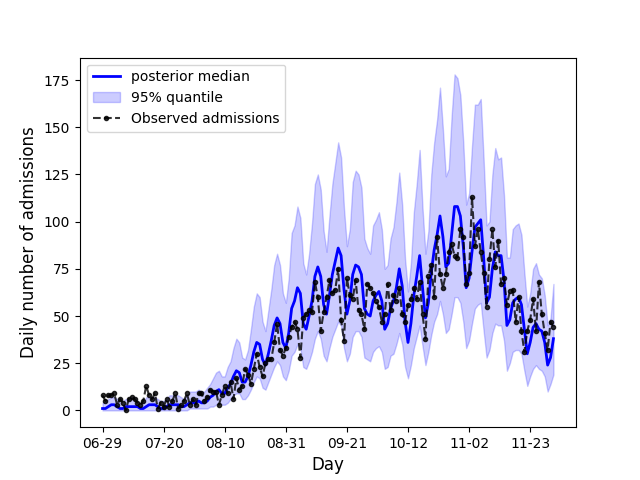 posterior median
95% quantile
Observed admissions
175
150
125
100
75
50
25
0
Daily number of admissions
06-29 07-20 08-10 08-31 09-21 10-12 11-02 11-23
Day